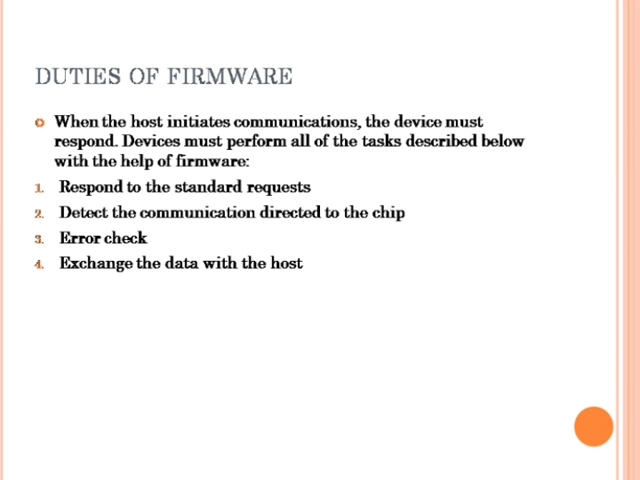 DUTIES OF FIRMWARE
When the host initiates communications, the device must
respond. Devices must perform all of the tasks described below
with the help of firmware:
1. Respond to the standard requests
2. Detect the communication directed to the chip
3. Error check
4. Exchange the data with the host